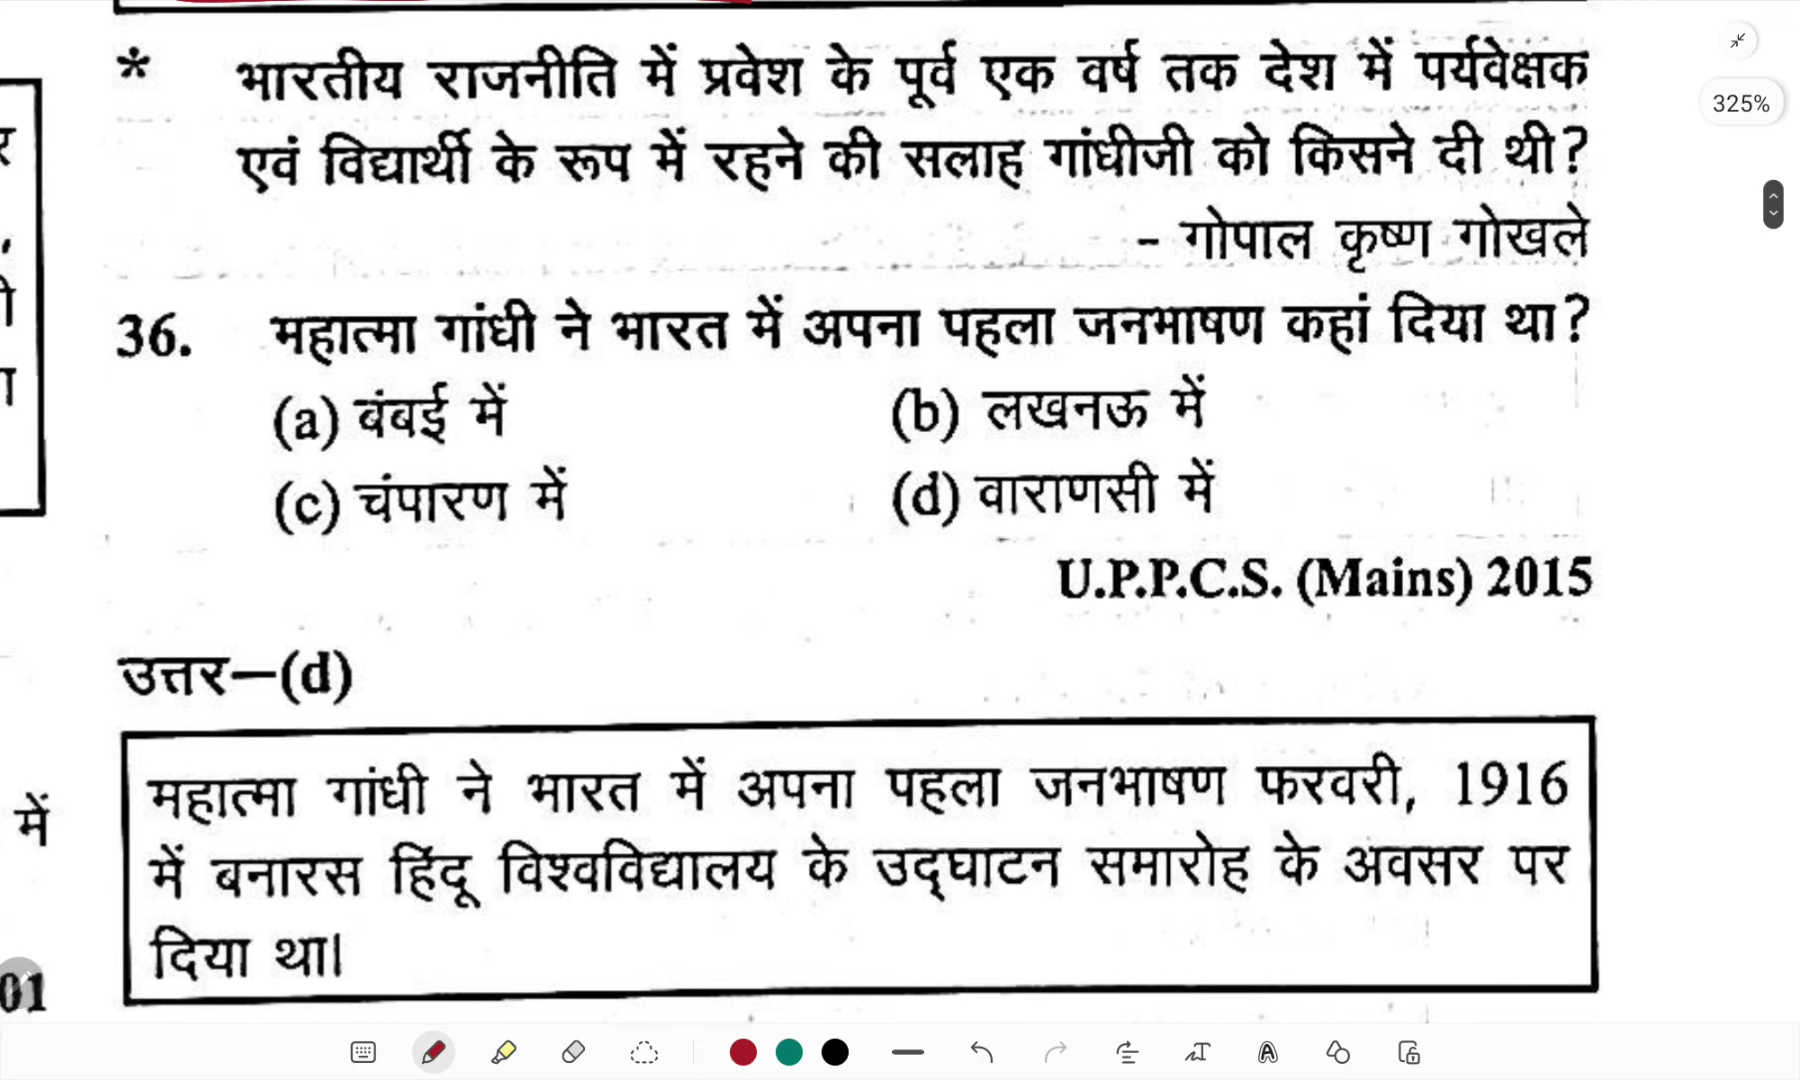 * भारतीय राजनीति में प्रवेश के पूर्व एक वर्ष तक देश में पर्यवेक्षक
एवं विद्यार्थी के रूप में रहने की सलाह गांधीजी को किसने दी थी?
- गोपाल कृष्ण गोखले
36. महात्मा गांधी ने भारत में अपना पहला जनभाषण कहां दिया था?
(a) बंबई में (b) लखनऊ में
(c) चंपारण में (d) वाराणसी में
U.P.P.C.S. (Mains) 2015
उत्तर—(d)
महात्मा गांधी ने भारत में अपना पहला जनभाषण फरवरी, 1916
में बनारस हिंदू विश्वविद्यालय के उद्घाटन समारोह के अवसर पर
दिया था।
में
01
325%